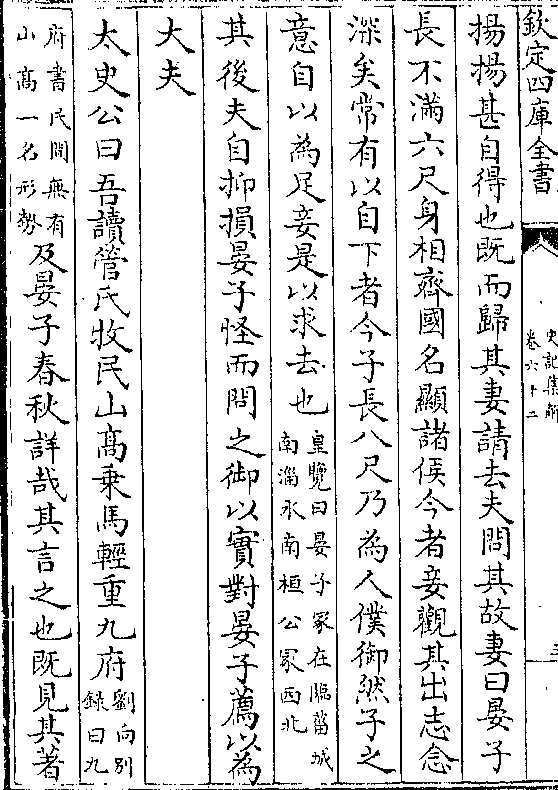 欽定四庫全書
史記集解
卷六十二
三
揚揚甚自得也既而歸其妻請去夫問其故妻曰晏子
長不滿六尺身相齊國名顯諸侯今者妾觀其出志念
深矣常有以自下者今子長八尺乃為人僕御然子之
意自以為足妾是以求去也皇覽曰晏子冢在臨菑城南淄水南桓公冢西北
其後夫自抑損晏子怪而問之御以實對晏子薦以為
大夫
太史公曰吾讀管氏牧民山高乗馬輕重九府劉向别録曰九
府書民間無有山高一名形勢及晏子春秋詳哉其言之也既見其著